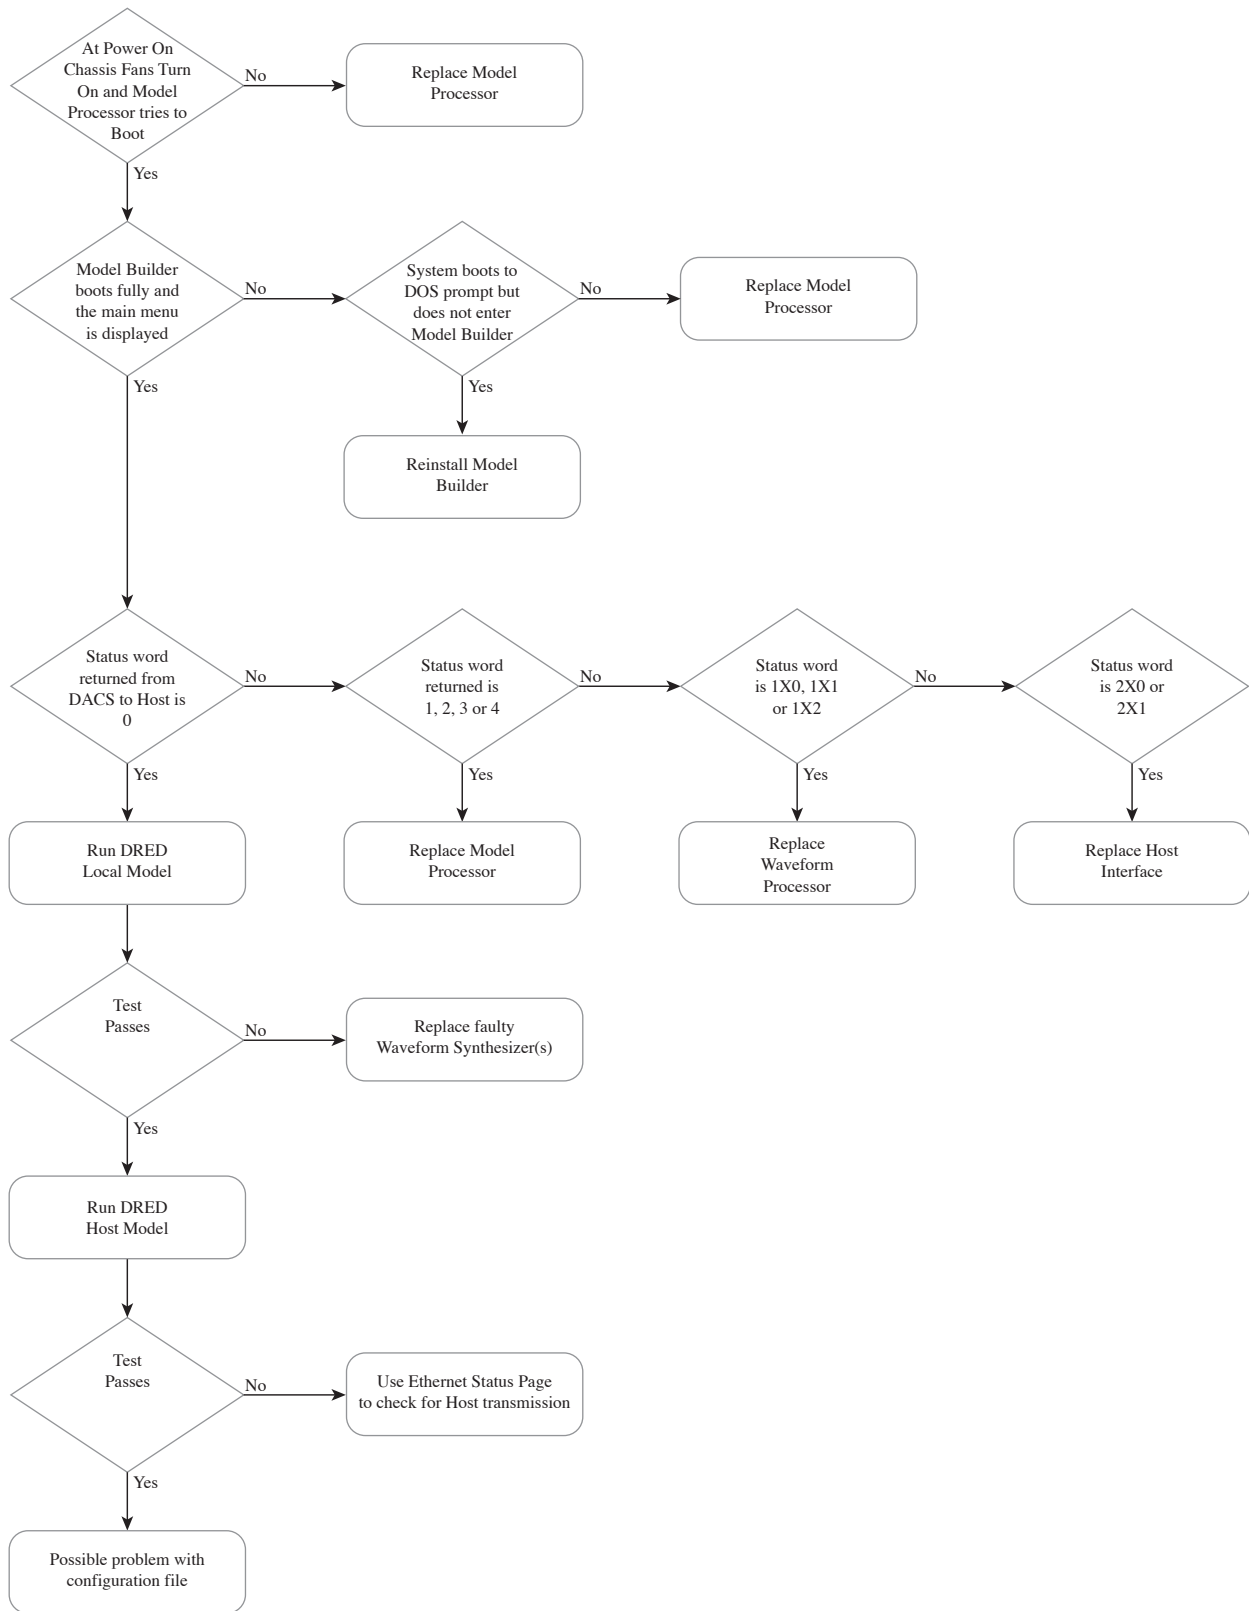 At Power On
Chassis Fans Turn
On and Model
Processor tries to
Boot
No
Replace Model
Processor
Yes
Model Builder
boots fully and
the main menu
is displayed
No
System boots to
DOS prompt but
does not enter
Model Builder
No
Replace Model
Processor
Yes
Yes
Reinstall Model
Builder
Status word
returned from
DACS to Host is
0
No
Status word
returned is
1, 2, 3 or 4
No
Status word
is 1X0, 1X1
or 1X2
No
Status word
is 2X0 or
2X1
Yes
Yes
Yes
Yes
Run DRED
Local Model
Replace Model
Processor
Replace
Waveform
Processor
Replace Host
Interface
Test
Passes
No
Replace faulty
Waveform Synthesizer(s)
Yes
Run DRED
Host Model
Test
Passes
No
Use Ethernet Status Page
to check for Host transmission
Yes
Possible problem with
configuration file